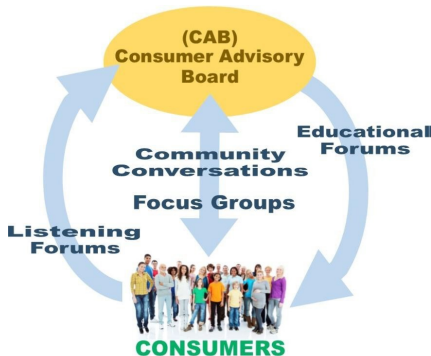 (CAB)
Consumer Advisory
Board
Educational
Forums
Community
Conversations
Focus Groups
Listening
Forums
CONSUMERS